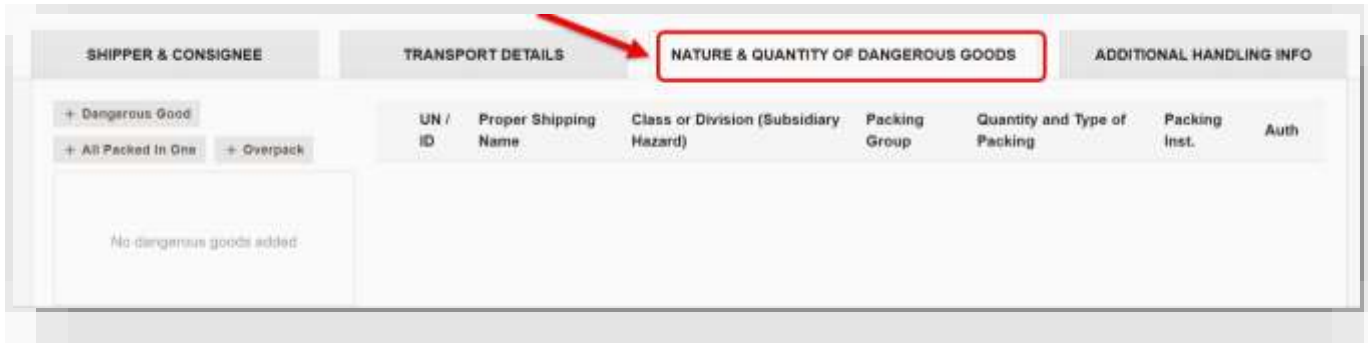 SHIPPER & CONSIGNEE
TRANSPORT DETAILS
NATURE & QUANTITY OF DANGEROUS GOODS
ADDITIONAL HANDLING INFO
+ Dangerous Good
+ All Packed In One
+ Overpack
No dangerous goods added
UN /
ID
Proper Shipping
Name
Class or Division (Subsidiary
Hazard)
Packing
Group
Quantity and Type of
Packing
Packing
Inst.
Auth